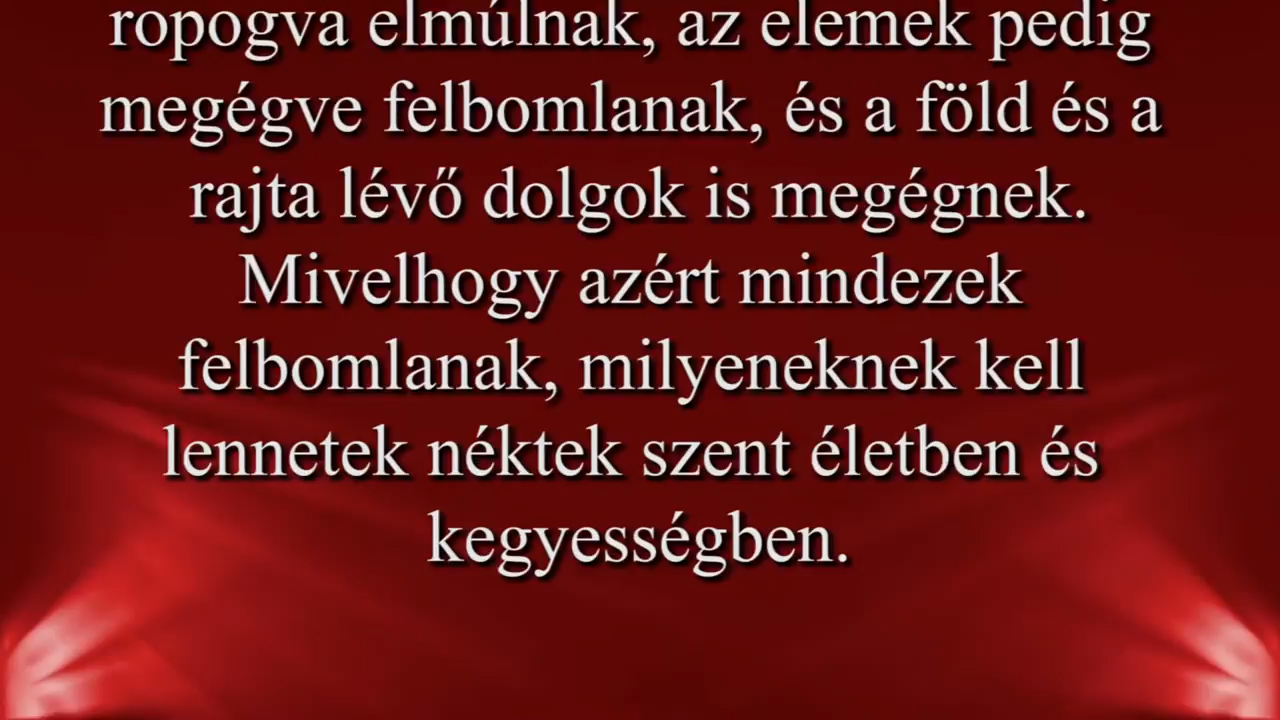 ropogva elmúlnak, az elemek pedig
megégve felbomlanak, és a föld és a
rajta lévő dolgok is megégnek.
Mivelhogy azért mindezek
felbomlanak, milyeneknek kell
lennetek néktek szent életben és
kegyességben.